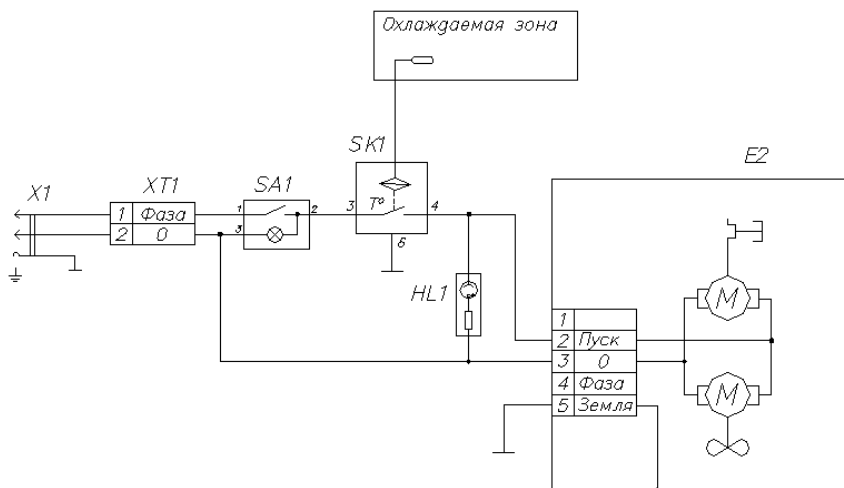 Охлаждаемая зона
SK1
E2
X1
XT1
SA1
1 Фаза
2 0
1
2
3
3
T°
4
5
HL1
M
1
2 Пуск
3 0
4 Фаза
5 Земля
M